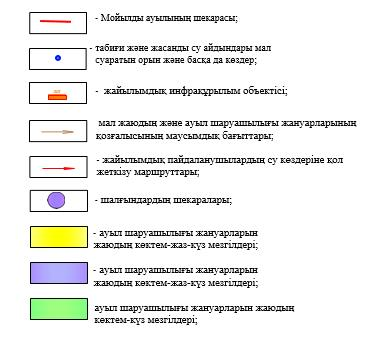 - Мойылды ауылының шекарасы;
- табиғи және жасанды су айдындары мал
суаратын орын және басқа да көздер;
- жайылымдық инфрақұрылым объектісі;
мал жаюдың және ауыл шаруашылығы жануарларының
қозғалысының маусымдық бағыттары;
- жайылымдық пайдаланушылардың су көздеріне қол
жеткізу маршруттары;
- шалғындардың шекаралары;
- ауыл шаруашылығы жануарларын
жаюдың көктем-жаз-күз мезгілдері;
- ауыл шаруашылығы жануарларын
жаюдың көктем-жаз-күз мезгілдері;
ауыл шаруашылығы жануарларын жаюдың
көктем-күз мезгілдері;